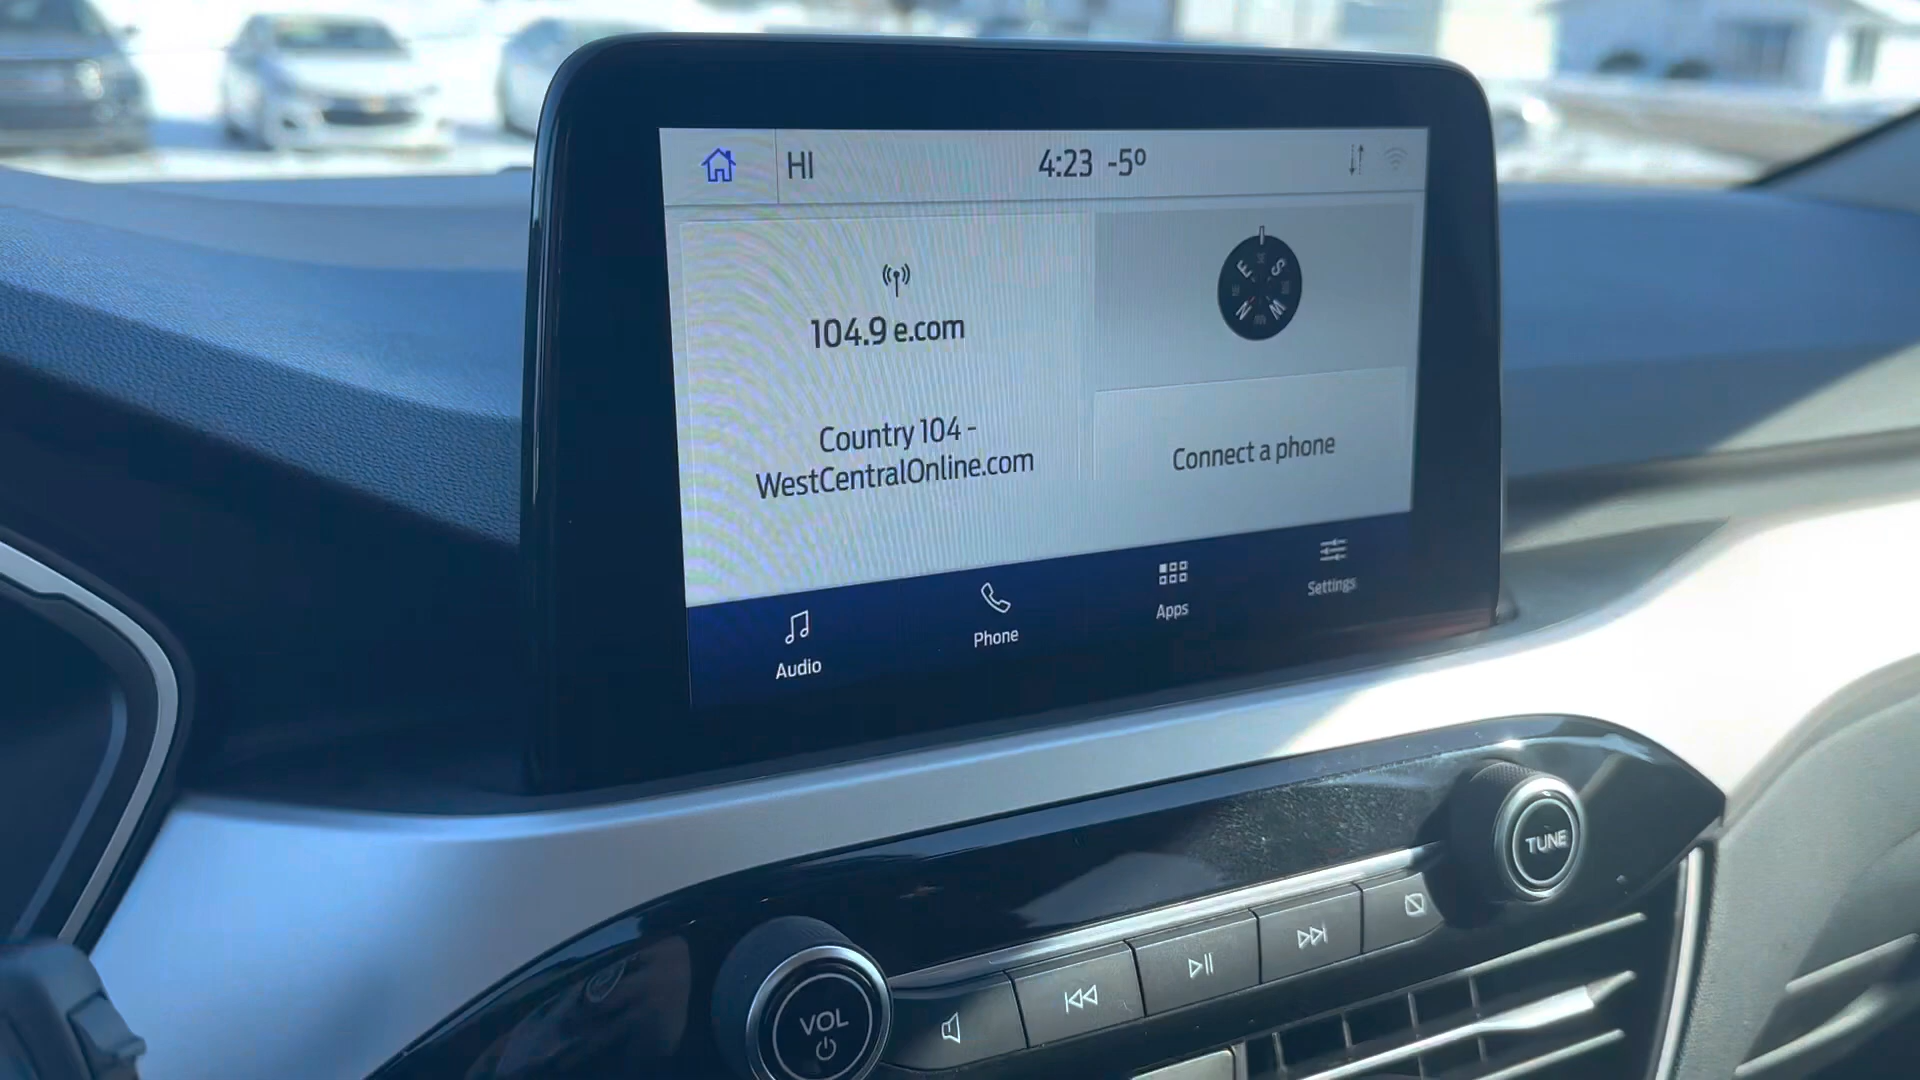 HI 4:23 -5º
104.9 e.com
Country 104 -
WestCentralOnline.com
E S
N W
Connect a phone
Audio Phone Apps Settings
TUNE
VOL